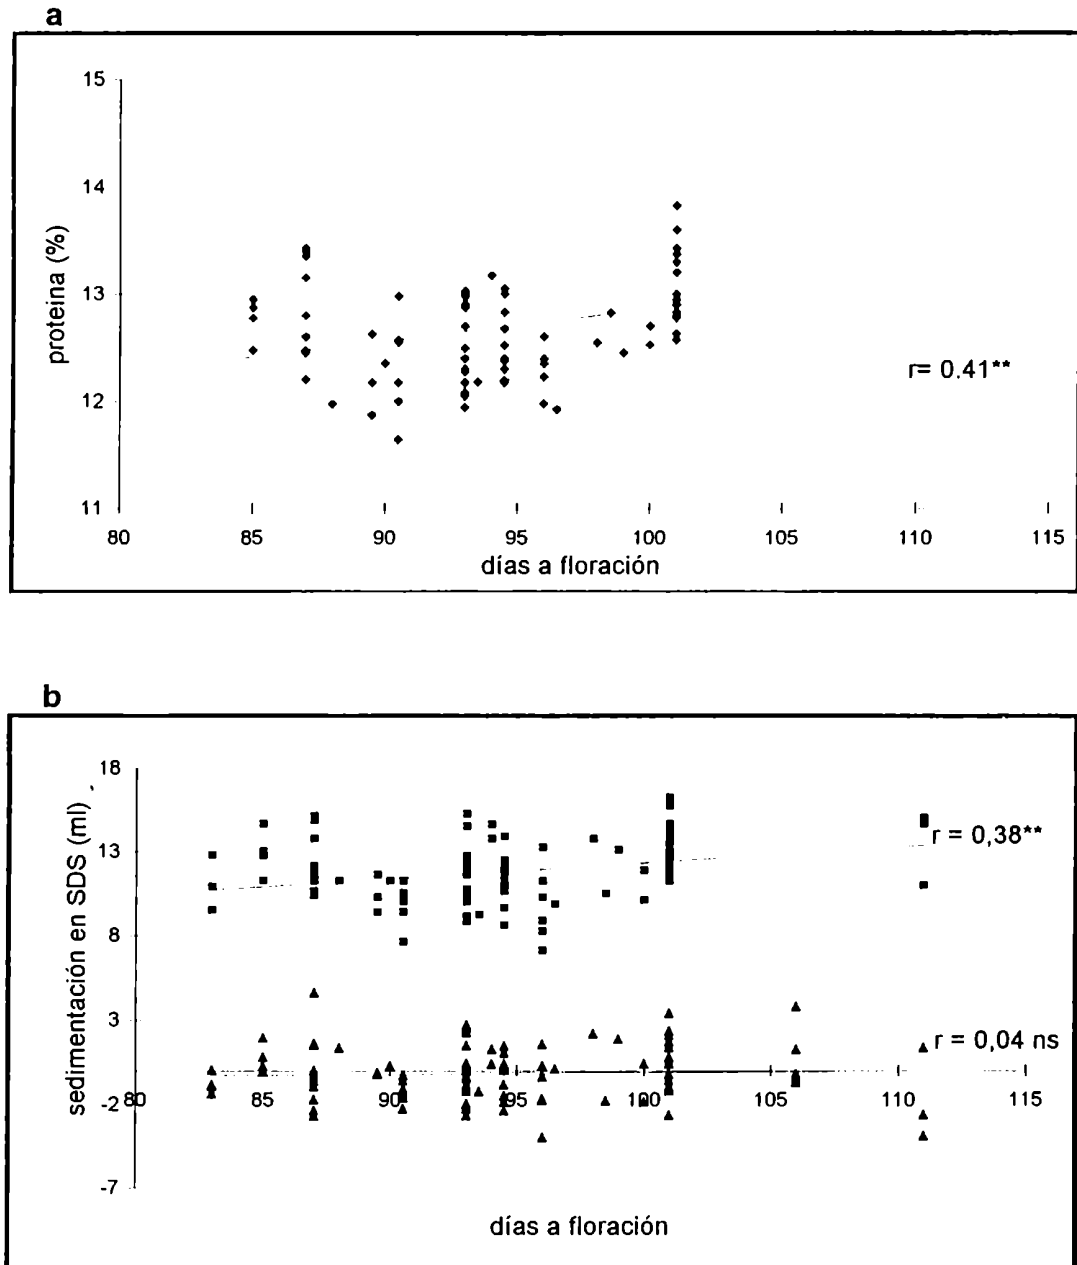 a
15
14
13
12
11
proteina (%)
r= 0.41**
80 85 90 95 100 105 110 115
días a floración
b
18
13
8
3
-2
-7
sedimentación en SDS (ml)
r = 0,38**
r = 0,04 ns
80 85 90 95 100 105 110 115
días a floración